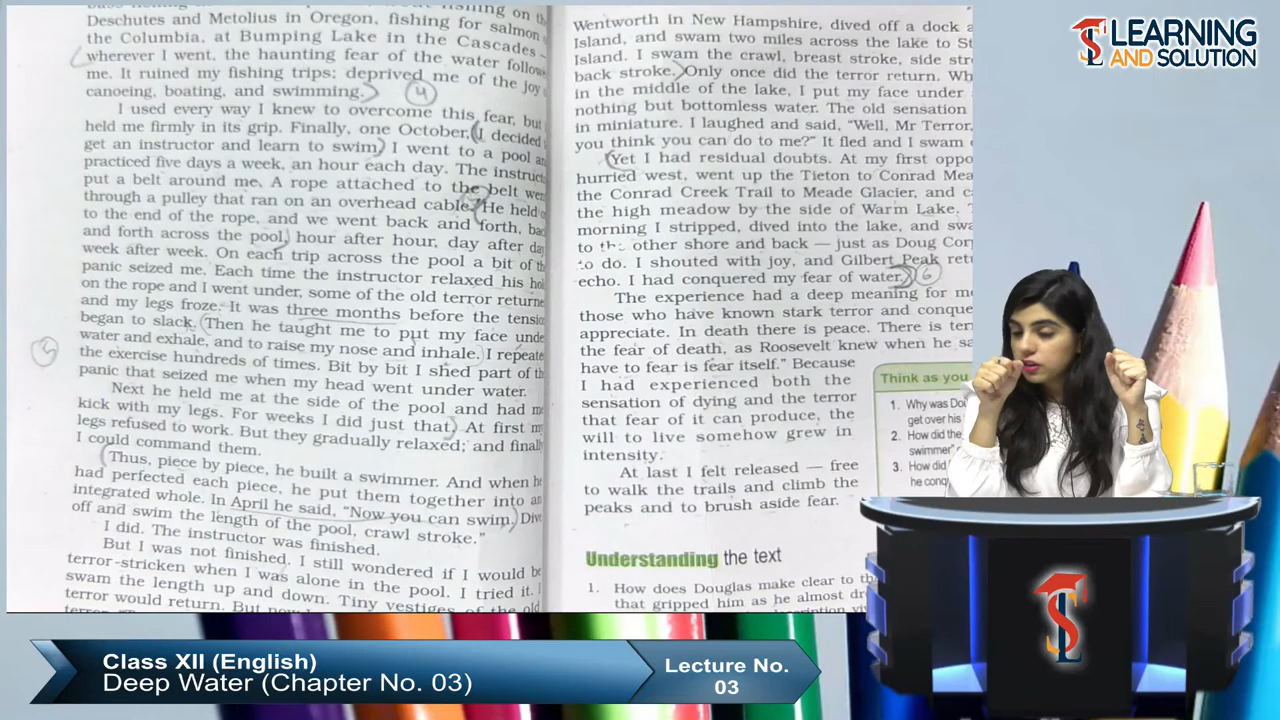 Deschutes and Metolius in Oregon, fishing for salmon
the Columbia, at Bumping Lake in the Cascades —
wherever I went, the haunting fear of the water follow
me. It ruined my fishing trips; deprived me of the joy
canoeing, boating, and swimming.
4
I used every way I knew to overcome this fear, but
held me firmly in its grip. Finally, one October, I decided
get an instructor and learn to swim. I went to a pool an
practiced five days a week, an hour each day. The instructo
put a belt around me. A rope attached to the belt wen
through a pulley that ran on an overhead cable. He held o
to the end of the rope, and we went back and forth, bac
and forth across the pool, hour after hour, day after day
week after week. On each trip across the pool a bit of th
panic seized me. Each time the instructor relaxed his hol
on the rope and I went under, some of the old terror returne
and my legs froze. It was three months before the tensio
began to slack. Then he taught me to put my face unde
water and exhale, and to raise my nose and inhale. I repeate
the exercise hundreds of times. Bit by bit I shed part of th
panic that seized me when my head went under water.
5
Next he held me at the side of the pool and had m
kick with my legs. For weeks I did just that. At first my
legs refused to work. But they gradually relaxed; and finall
I could command them.
Thus, piece by piece, he built a swimmer. And when he
had perfected each piece, he put them together into an
integrated whole. In April he said, “Now you can swim. Dive
off and swim the length of the pool, crawl stroke.”
I did. The instructor was finished.
But I was not finished. I still wondered if I would be
terror-stricken when I was alone in the pool. I tried it. I
swam the length up and down. Tiny vestiges of the old
terror would return. But now
Wentworth in New Hampshire, dived off a dock a
Island, and swam two miles across the lake to St
Island. I swam the crawl, breast stroke, side stro
back stroke. Only once did the terror return. Wh
in the middle of the lake, I put my face under
nothing but bottomless water. The old sensation
in miniature. I laughed and said, “Well, Mr Terror,
you think you can do to me?” It fled and I swam
Yet I had residual doubts. At my first oppo
hurried west, went up the Tieton to Conrad Mea
the Conrad Creek Trail to Meade Glacier, and c
the high meadow by the side of Warm Lake.
morning I stripped, dived into the lake, and swa
to the other shore and back — just as Doug Cor
to do. I shouted with joy, and Gilbert Peak retu
echo. I had conquered my fear of water.
6
The experience had a deep meaning for me
those who have known stark terror and conque
appreciate. In death there is peace. There is ter
the fear of death, as Roosevelt knew when he sa
have to fear is fear itself.” Because
I had experienced both the
sensation of dying and the terror
that fear of it can produce, the
will to live somehow grew in
intensity.
At last I felt released — free
to walk the trails and climb the
peaks and to brush aside fear.
Think as you
1. Why was Dou
get over his
2. How did the
swimmer”
3. How did
he conq
Understanding the text
1. How does Douglas make clear to th
that gripped him as he almost dr
LEARNING
AND SOLUTION
Class XII (English)
Deep Water (Chapter No. 03)
Lecture No.
03